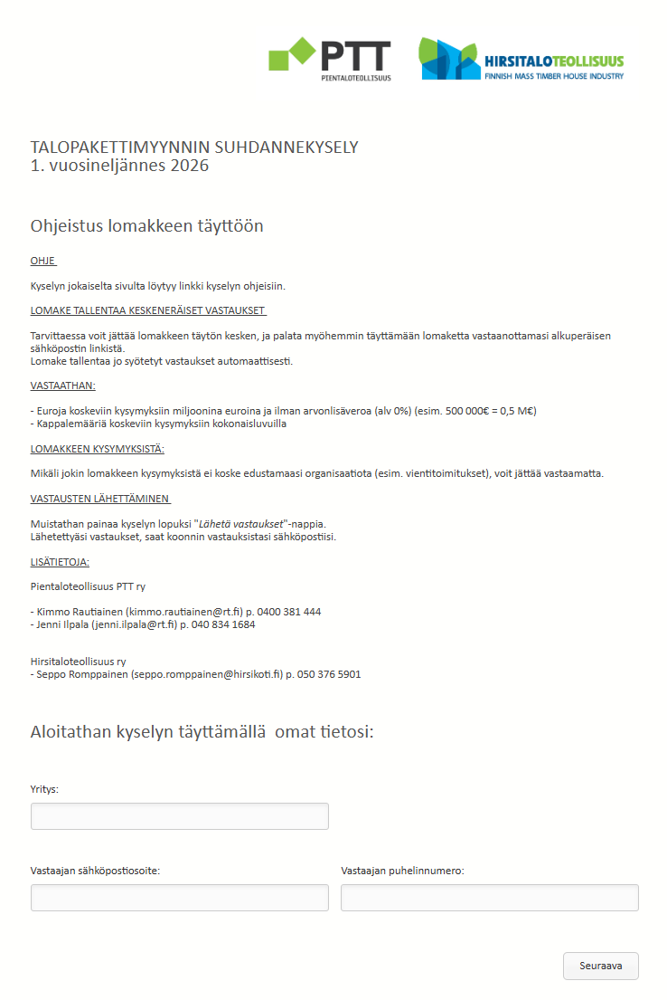 PTT
PIENTALOTEOLLISUUS
HIRSITALOTEOLLISUUS
FINNISH MASS TIMBER HOUSE INDUSTRY
TALOPAKETTIMYYNNIN SUHDANNEKYSELY
1. vuosineljännes 2026
Ohjeistus lomakkeen täyttöön
OHJE
Kyselyn jokaiselta sivulta löytyy linkki kyselyn ohjeisiin.
LOMAKE TALLENTAA KESKENERÄISET VASTAUKSET
Tarvittaessa voit jättää lomakkeen täytön kesken, ja palata myöhemmin täyttämään lomaketta vastaanottamasi alkuperäisen
sähköpostin linkistä.
Lomake tallentaa jo syötetyt vastaukset automaattisesti.
VASTAATHAN:
- Euroja koskeviin kysymyksiin miljoonina euroina ja ilman arvonlisäveroa (alv 0%) (esim. 500 000€ = 0,5 M€)
- Kappalemääriä koskeviin kysymyksiin kokonaisluvuilla
LOMAKKEEN KYSYMYKSISTÄ:
Mikäli jokin lomakkeen kysymyksistä ei koske edustamaasi organisaatiota (esim. vientitoimitukset), voit jättää vastaamatta.
VASTAUSTEN LÄHETTÄMINEN
Muistathan painaa kyselyn lopuksi "Lähetä vastaukset"-nappia.
Lähetettyäsi vastaukset, saat koonnin vastauksistasi sähköpostiisi.
LISÄTIETOJA:
Pientaloteollisuus PTT ry
- Kimmo Rautiainen (kimmo.rautiainen@rt.fi) p. 0400 381 444
- Jenni Ilpala (jenni.ilpala@rt.fi) p. 040 834 1684
Hirsitaloteollisuus ry
- Seppo Romppainen (seppo.romppainen@hirsikoti.fi) p. 050 376 5901
Aloitathan kyselyn täyttämällä  omat tietosi:
Yritys:
Vastaajan sähköpostiosoite:
Vastaajan puhelinnumero:
Seuraava